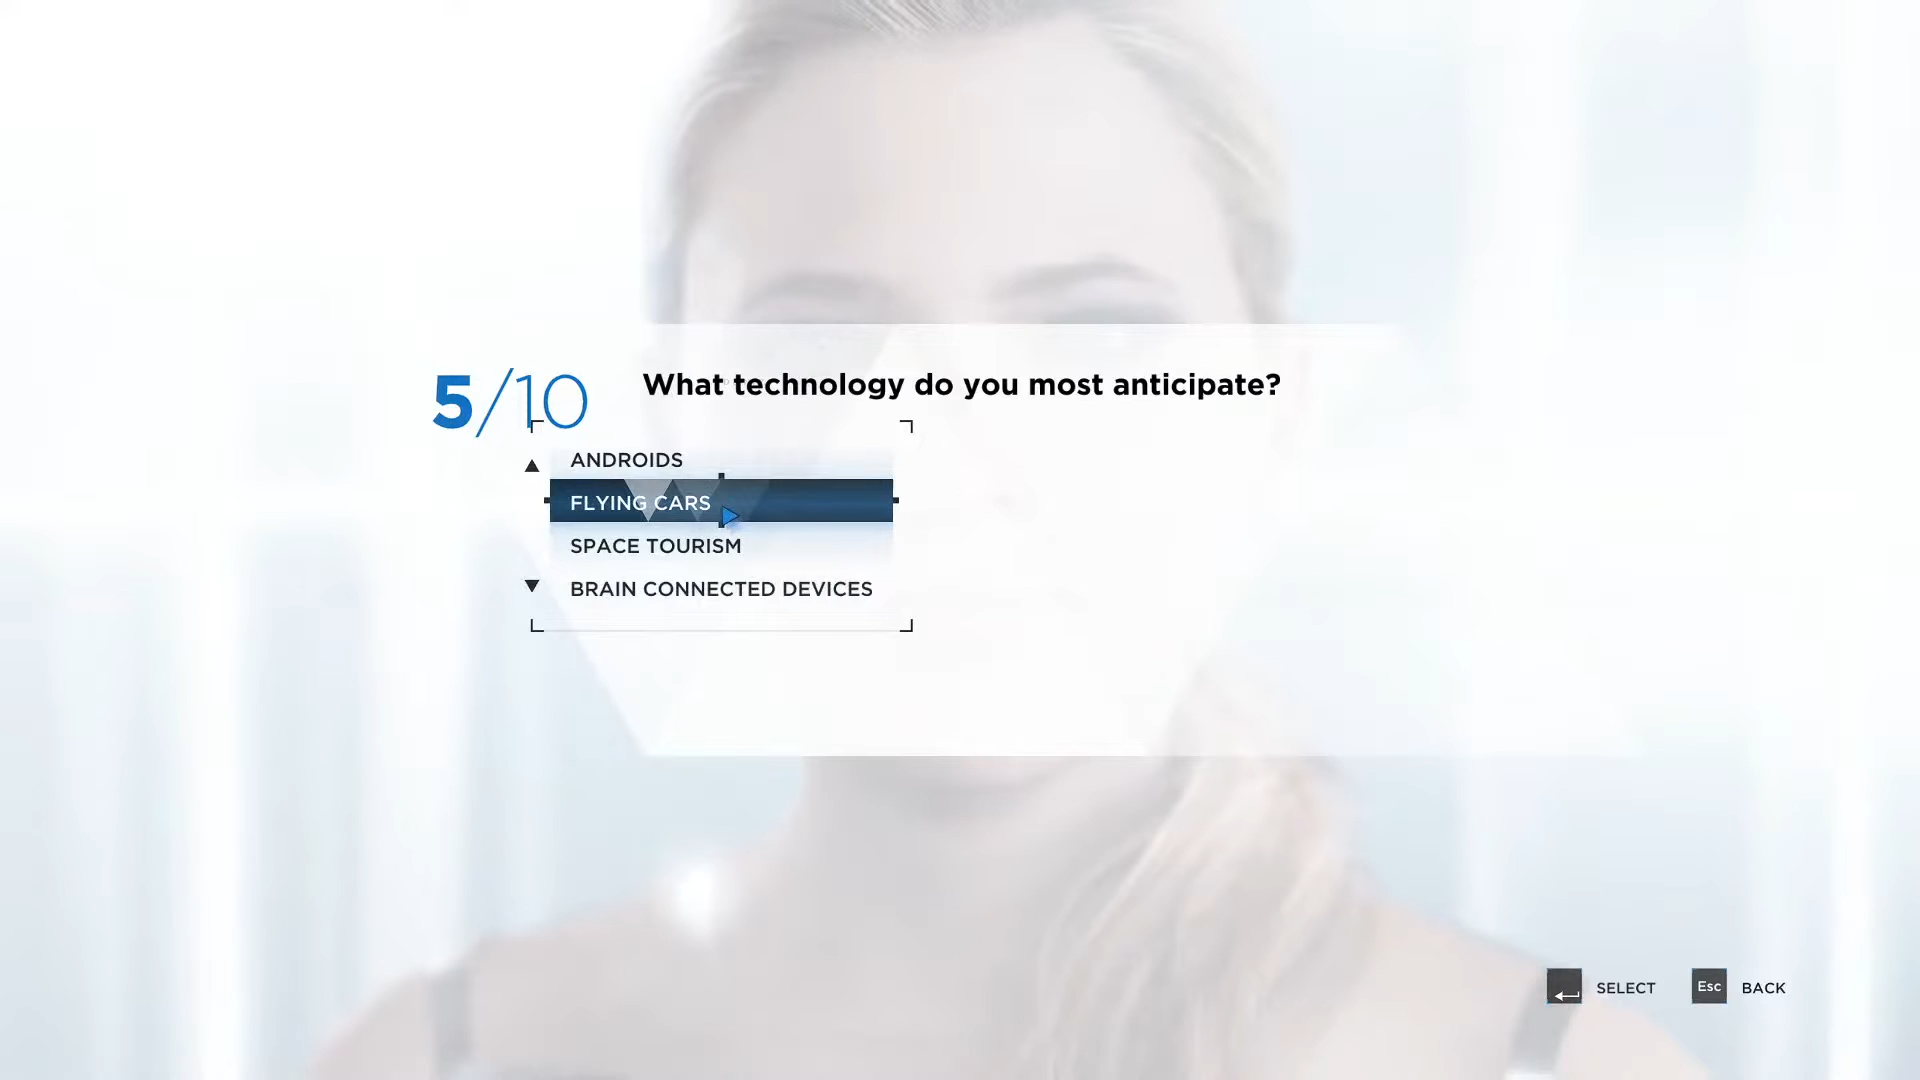 5/10
What technology do you most anticipate?
ANDROIDS
FLYING CARS
SPACE TOURISM
BRAIN CONNECTED DEVICES
SELECT
Esc BACK